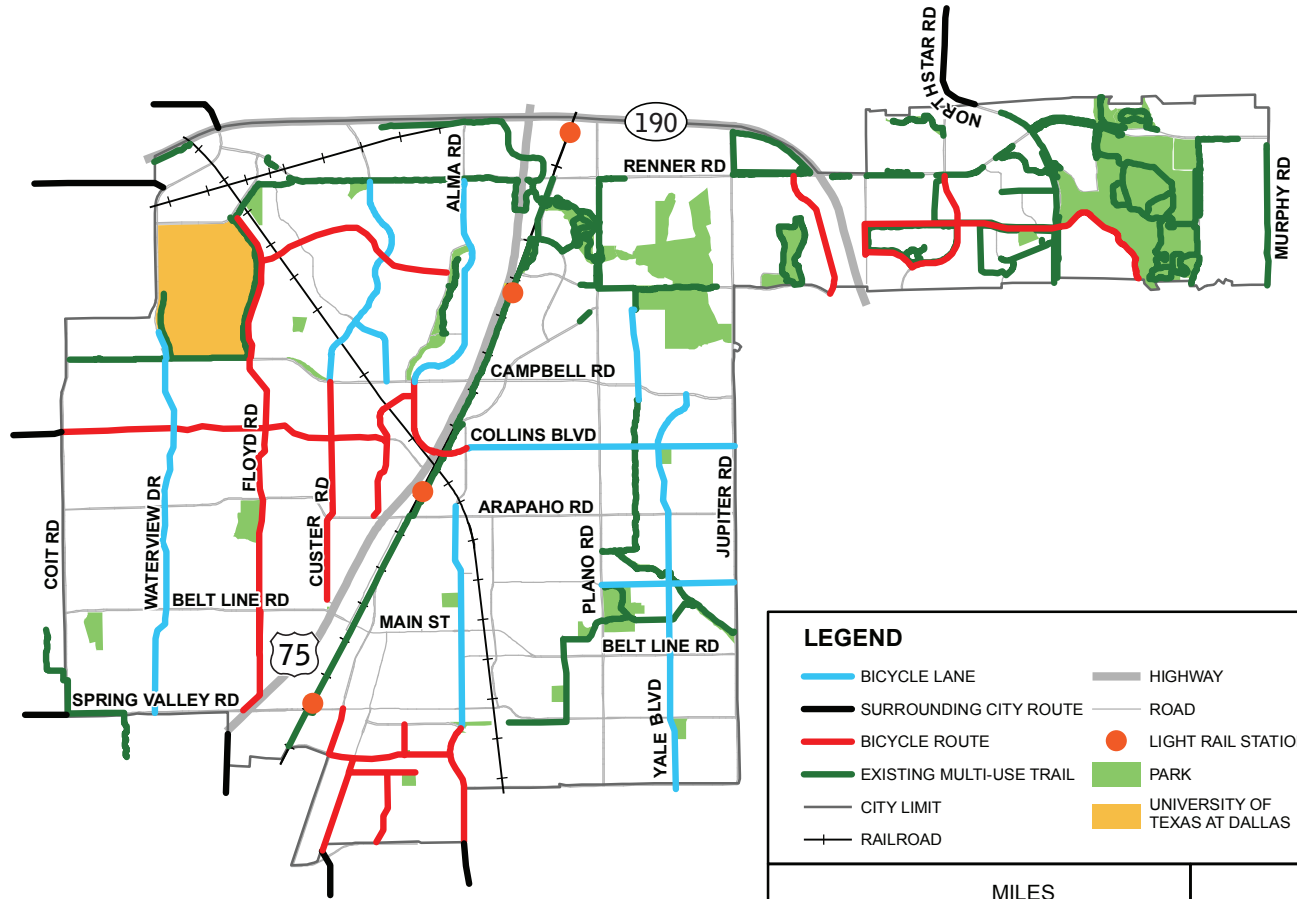 NORTHSTAR RD
190
ALMA RD
RENNER RD
MURPHY RD
CAMPBELL RD
FLOYD RD
COLLINS BLVD
CUSTER RD
WATERVIEW DR
ARAPAHO RD
JUPITER RD
COIT RD
PLANO RD
BELT LINE RD
MAIN ST
75
BELT LINE RD
SPRING VALLEY RD
YALE BLVD
LEGEND
BICYCLE LANE
SURROUNDING CITY ROUTE
BICYCLE ROUTE
EXISTING MULTI-USE TRAIL
CITY LIMIT
RAILROAD
HIGHWAY
ROAD
LIGHT RAIL STATIO
PARK
UNIVERSITY OF
TEXAS AT DALLAS
MILES